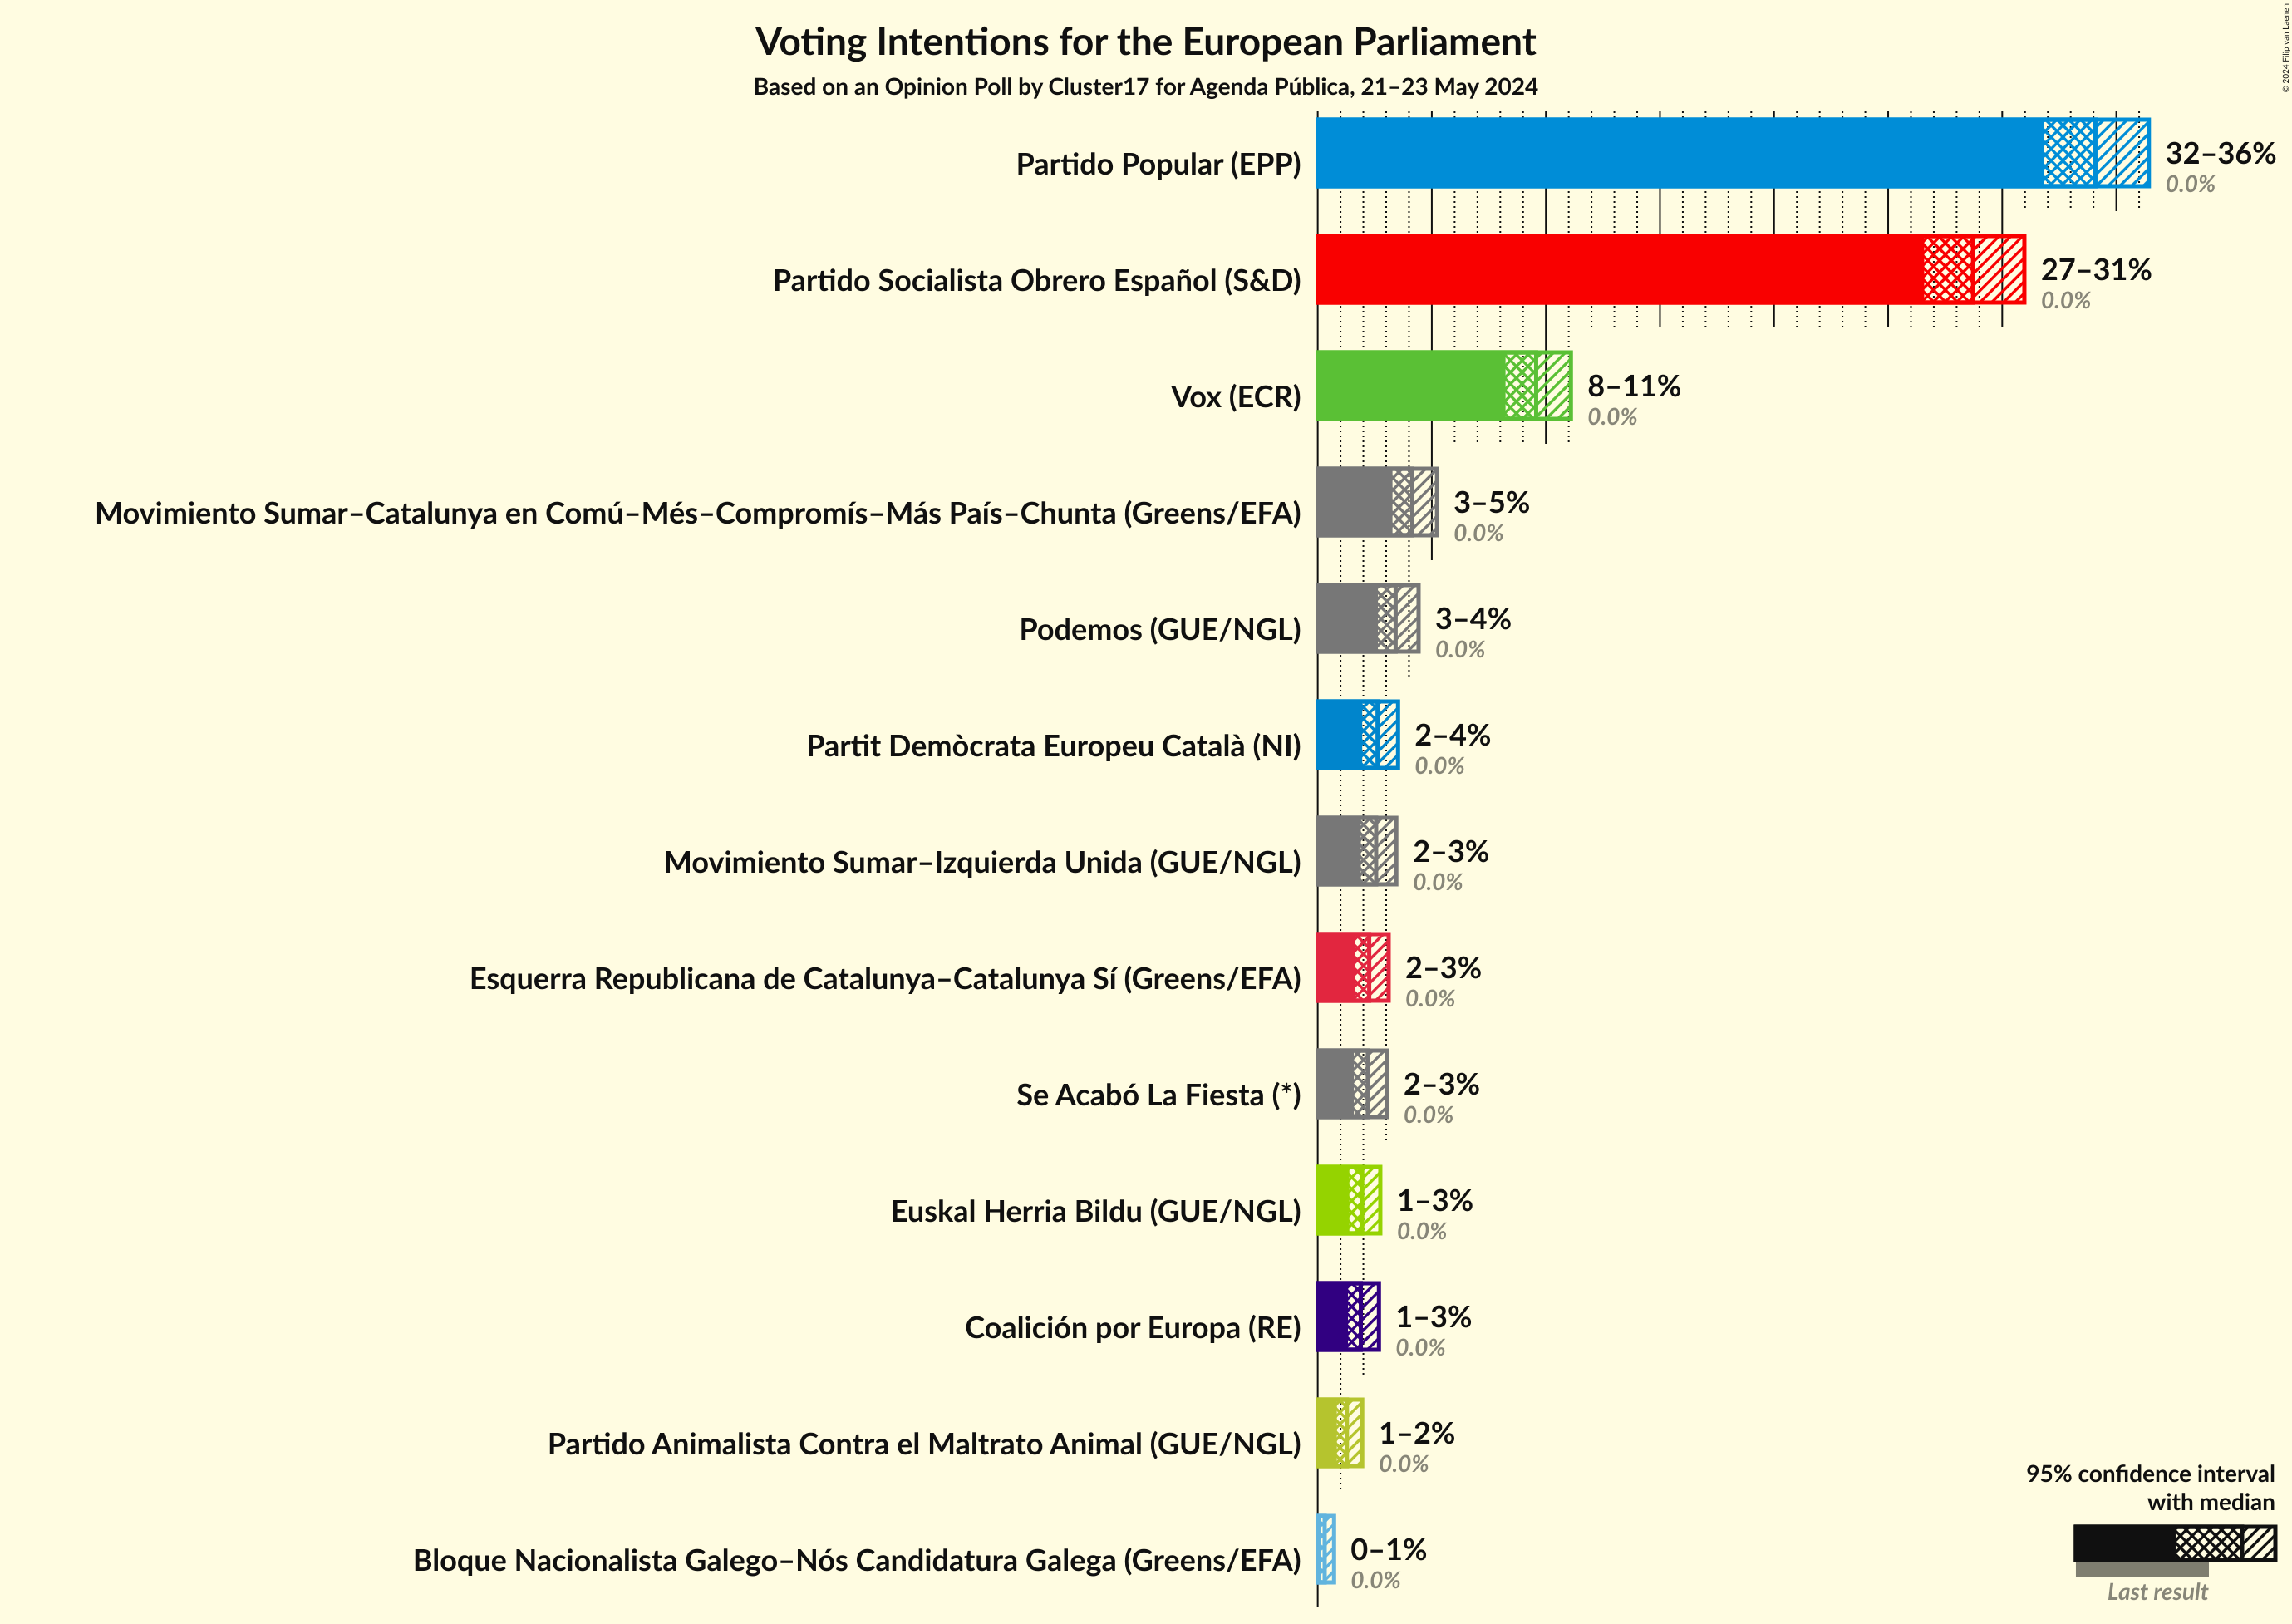 © 2024 Filip van Laenen
Voting Intentions for the European Parliament
Based on an Opinion Poll by Cluster17 for Agenda Pública, 21–23 May 2024
Partido Popular (EPP)
32–36%
0.0%
Partido Socialista Obrero Español (S&D)
27–31%
0.0%
Vox (ECR)
8–11%
0.0%
Movimiento Sumar–Catalunya en Comú–Més–Compromís–Más País–Chunta (Greens/EFA)
3–5%
0.0%
Podemos (GUE/NGL)
3–4%
0.0%
Partit Demòcrata Europeu Català (NI)
2–4%
0.0%
Movimiento Sumar–Izquierda Unida (GUE/NGL)
2–3%
0.0%
Esquerra Republicana de Catalunya–Catalunya Sí (Greens/EFA)
2–3%
0.0%
Se Acabó La Fiesta (*)
2–3%
0.0%
Euskal Herria Bildu (GUE/NGL)
1–3%
0.0%
Coalición por Europa (RE)
1–3%
0.0%
Partido Animalista Contra el Maltrato Animal (GUE/NGL)
1–2%
0.0%
Bloque Nacionalista Galego–Nós Candidatura Galega (Greens/EFA)
0–1%
0.0%
95% confidence interval
with median
Last result